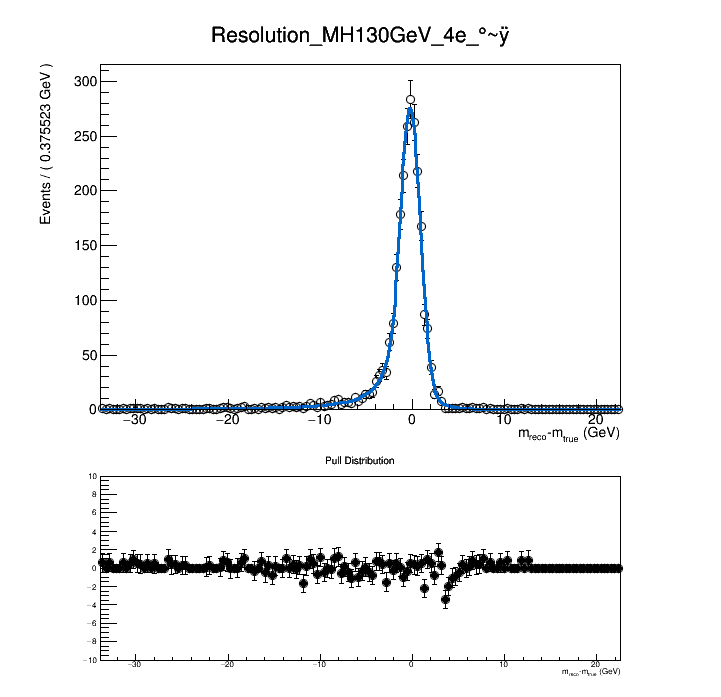 Resolution_MH130GeV_4e_°~ÿ
Events / ( 0.375523 GeV )
300
250
200
150
100
50
0
−30 −20 −10 0 10 20
m_reco-m_true (GeV)
Pull Distribution
10
8
6
4
2
0
−2
−4
−6
−8
−10
−30 −20 −10 0 10 20
m_reco-m_true (GeV)